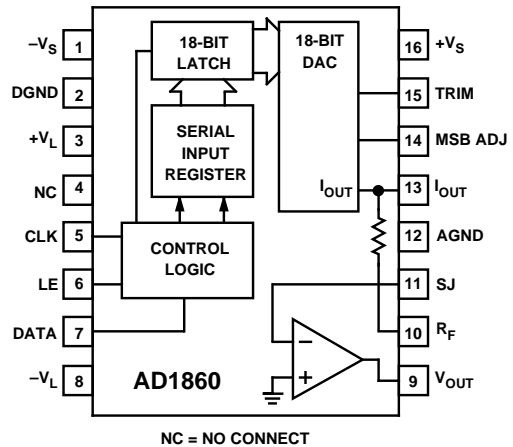 –VS 1
DGND 2
+VL 3
NC 4
CLK 5
LE 6
DATA 7
–VL 8
18-BIT
LATCH
SERIAL
INPUT
REGISTER
CONTROL
LOGIC
18-BIT
DAC
IOUT
16 +VS
15 TRIM
14 MSB ADJ
13 IOUT
12 AGND
11 SJ
10 RF
9 VOUT
–
+
AD1860
NC = NO CONNECT